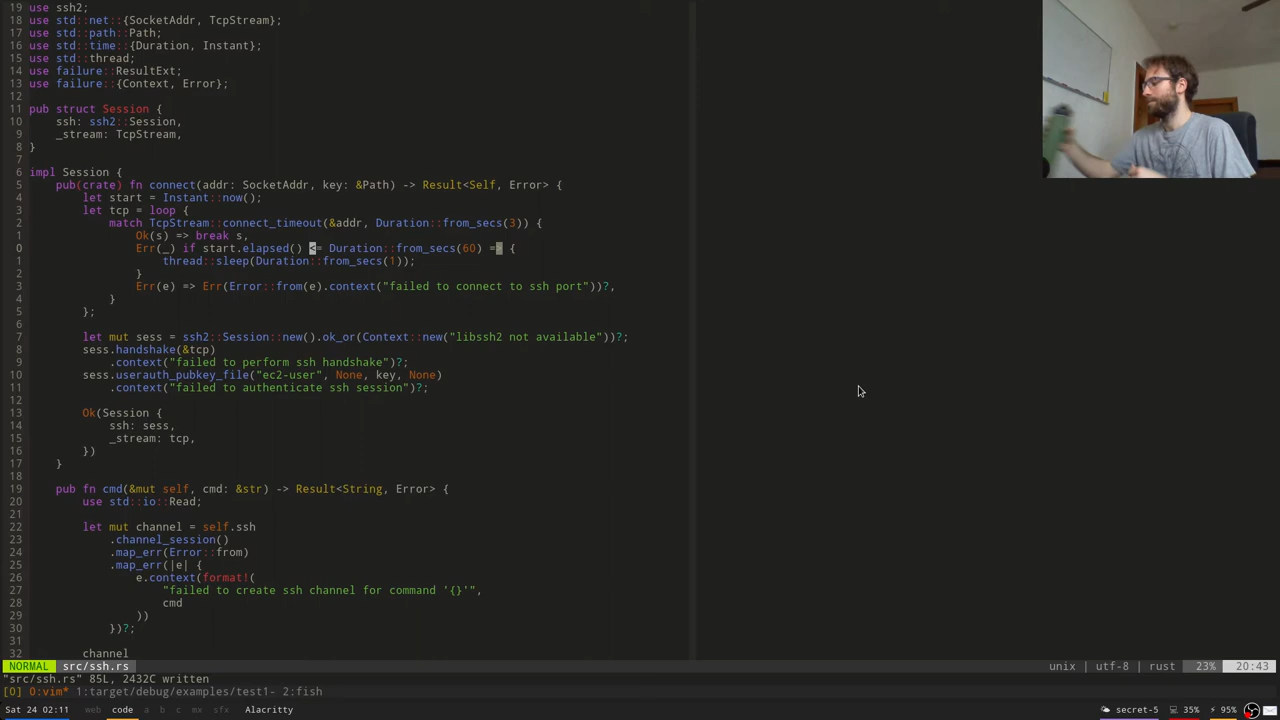 19 use ssh2;
18 use std::net::{SocketAddr, TcpStream};
17 use std::path::Path;
16 use std::time::{Duration, Instant};
15 use std::thread;
14 use failure::ResultExt;
13 use failure::{Context, Error};
12
11 pub struct Session {
10     ssh: ssh2::Session,
9     _stream: TcpStream,
8 }
7
6 impl Session {
5     pub(crate) fn connect(addr: SocketAddr, key: &Path) -> Result<Self, Error> {
4         let start = Instant::now();
3         let tcp = loop {
2             match TcpStream::connect_timeout(&addr, Duration::from_secs(3)) {
1                 Ok(s) => break s,
0                 Err(_) if start.elapsed() <= Duration::from_secs(60) => {
1                     thread::sleep(Duration::from_secs(1));
2                 }
3                 Err(e) => Err(Error::from(e).context("failed to connect to ssh port"))?,
4             }
5         };
6
7         let mut sess = ssh2::Session::new().ok_or(Context::new("libssh2 not available"))?;
8         sess.handshake(&tcp)
9             .context("failed to perform ssh handshake")?;
10         sess.userauth_pubkey_file("ec2-user", None, key, None)
11             .context("failed to authenticate ssh session")?;
12
13         Ok(Session {
14             ssh: sess,
15             _stream: tcp,
16         })
17     }
18
19     pub fn cmd(&mut self, cmd: &str) -> Result<String, Error> {
20         use std::io::Read;
21
22         let mut channel = self.ssh
23             .channel_session()
24             .map_err(Error::from)
25             .map_err(|e| {
26                 e.context(format!(
27                     "failed to create ssh channel for command '{}'",
28                     cmd
29                 ))
30             })?;
31
32         channel
NORMAL src/ssh.rs unix | utf-8 | rust 23% 20:43
"src/ssh.rs" 85L, 2432C written
[0] 0:vim* 1:target/debug/examples/test1- 2:fish
Sat 24 02:11 web code a b c mx sfx Alacritty secret-5 35% 95%